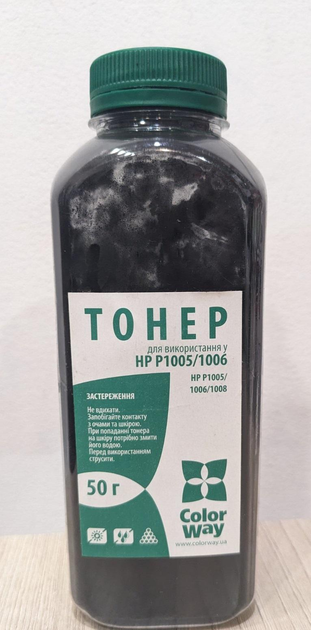 ТОНЕР
для використання у
HP P1005/1006
HP P1005/
1006/1008
ЗАСТЕРЕЖЕННЯ
Не вдихати.
Запобігайте контакту
з очами та шкірою.
При попаданні тонера
на шкіру потрібно змити
його водою.
Перед використанням
струсити.
50 г
Color
Way
www.colorway.ua